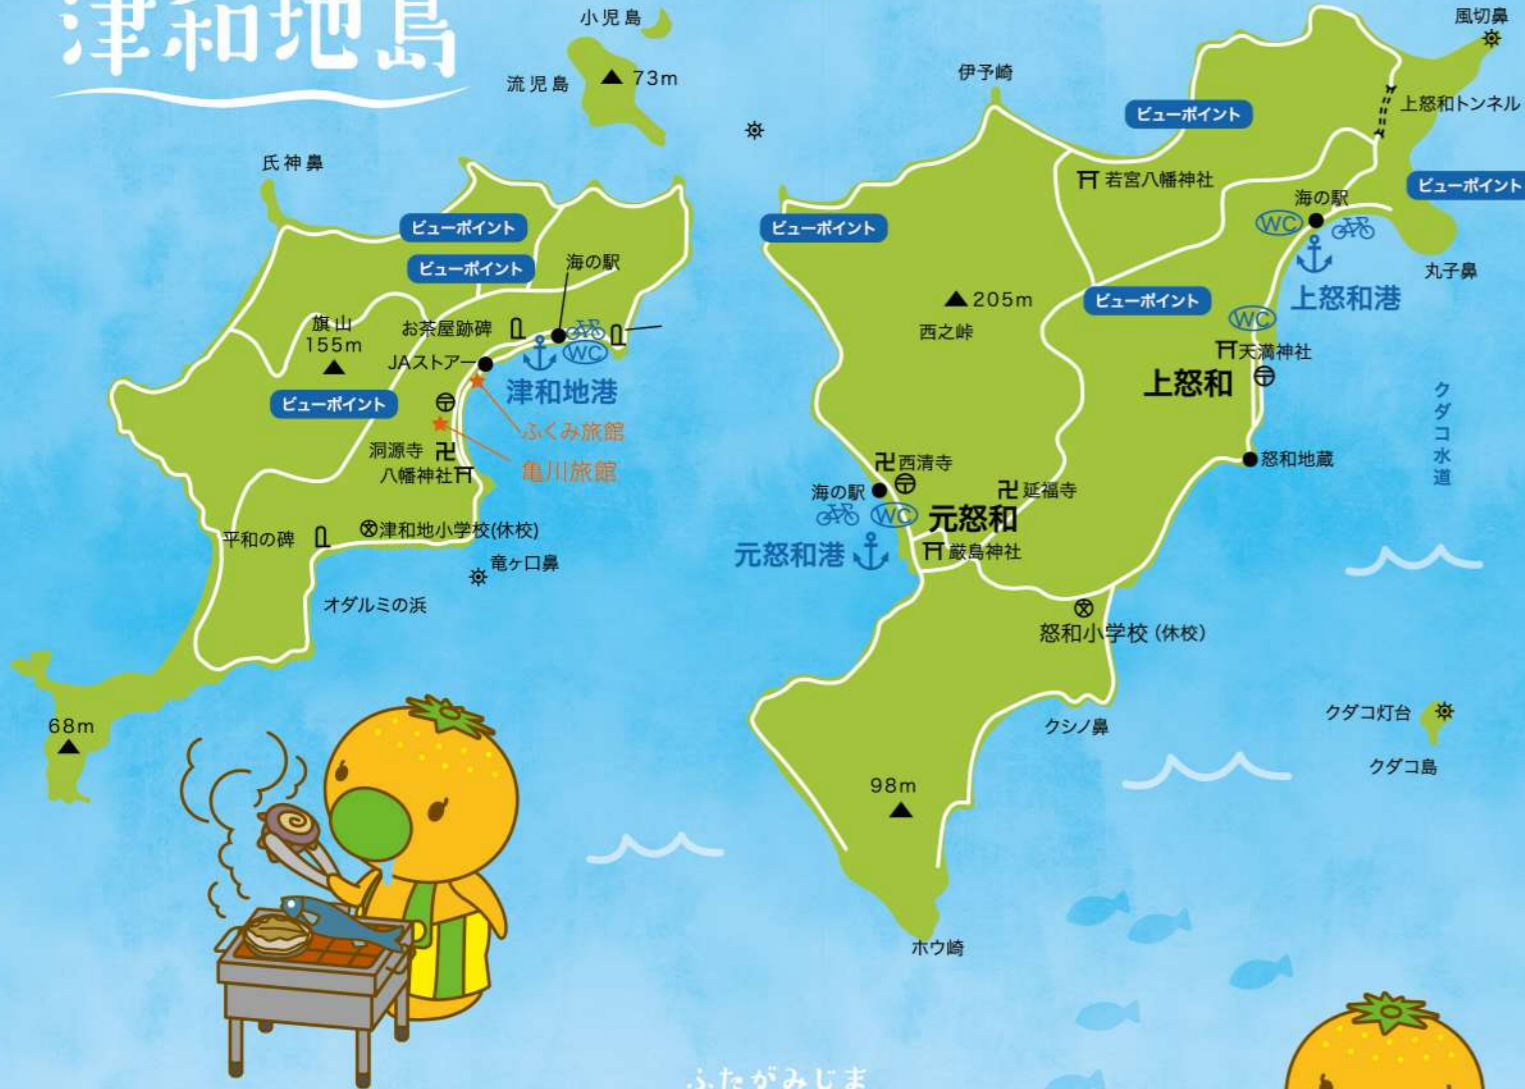 津和地島
小児島
流児島
73m
氏神鼻
ビューポイント
ビューポイント
海の駅
旗山
155m
お茶屋跡碑
WC
JAストアー
津和地港
ビューポイント
ふくみ旅館
洞源寺
亀川旅館
八幡神社
平和の碑
津和地小学校(休校)
竜ヶ口鼻
オダルミの浜
68m
風切鼻
伊予崎
上怒和トンネル
ビューポイント
若宮八幡神社
ビューポイント
海の駅
WC
ビューポイント
丸子鼻
205m
ビューポイント
上怒和港
西之峠
WC
天満神社
上怒和
クダコ水道
怒和地蔵
西清寺
海の駅
延福寺
WC
元怒和
元怒和港
厳島神社
怒和小学校(休校)
クダコ灯台
クシノ鼻
クダコ島
98m
ホウ崎
ふたがみじま